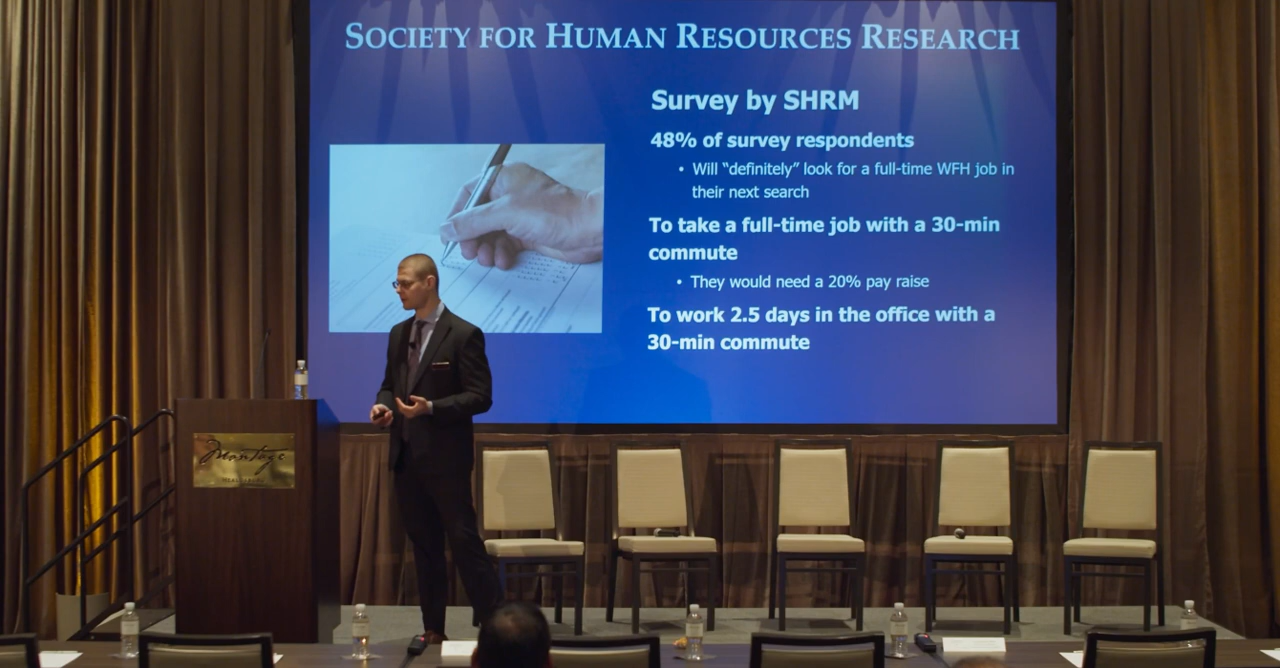 SOCIETY FOR HUMAN RESOURCES RESEARCH
Survey by SHRM
48% of survey respondents
• Will “definitely” look for a full-time WFH job in
their next search
To take a full-time job with a 30-min
commute
• They would need a 20% pay raise
To work 2.5 days in the office with a
30-min commute
Montage
HEALDSBURG